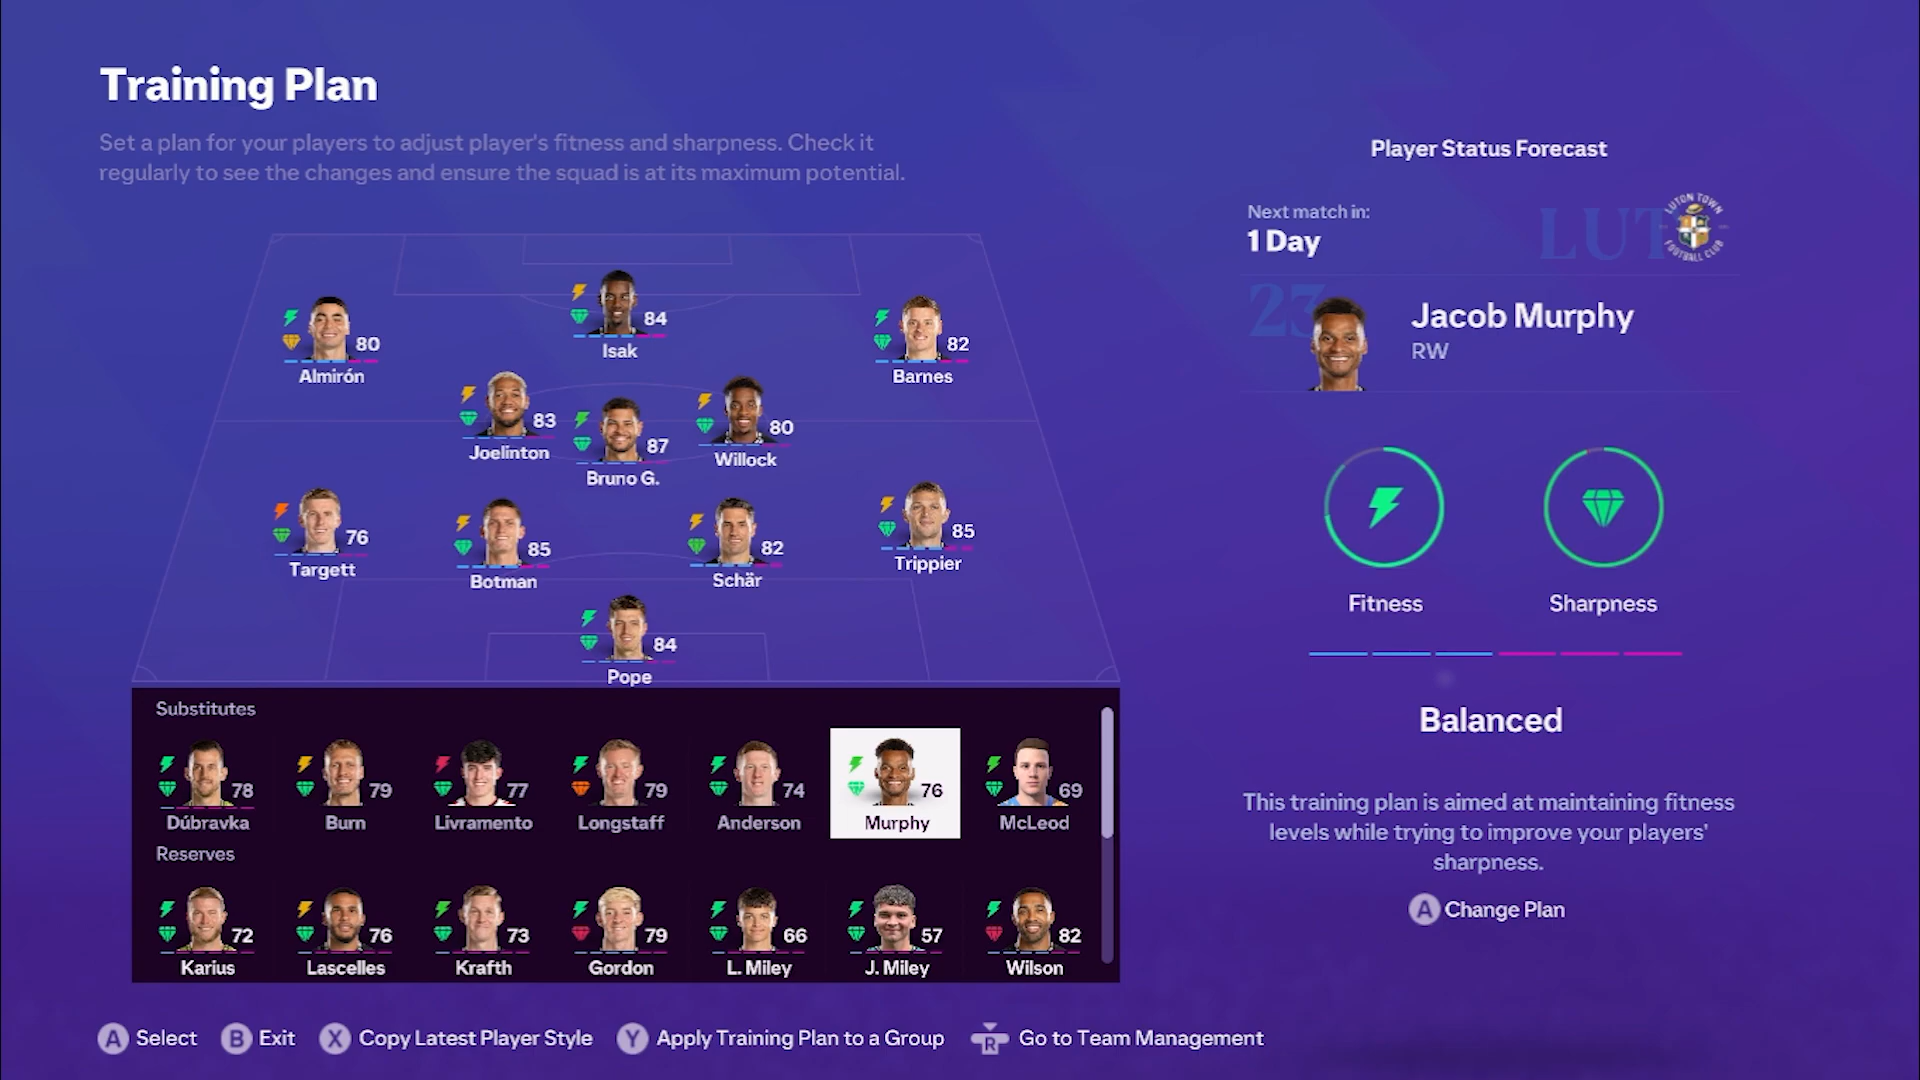 Training Plan
Set a plan for your players to adjust player's fitness and sharpness. Check it
regularly to see the changes and ensure the squad is at its maximum potential.
84
Isak
80
Almirón
82
Barnes
83
Joelinton
87
Bruno G.
80
Willock
76
Targett
85
Botman
82
Schär
85
Trippier
84
Pope
Substitutes
78
Dúbravka
79
Burn
77
Livramento
79
Longstaff
74
Anderson
76
Murphy
69
McLeod
Reserves
72
Karius
76
Lascelles
73
Krafth
79
Gordon
66
L. Miley
57
J. Miley
82
Wilson
Player Status Forecast
Next match in:
1 Day
LUT
LUTON TOWN
FOOTBALL CLUB
23
Jacob Murphy
RW
Fitness
Sharpness
Balanced
This training plan is aimed at maintaining fitness
levels while trying to improve your players'
sharpness.
A Change Plan
A Select B Exit X Copy Latest Player Style Y Apply Training Plan to a Group R Go to Team Management